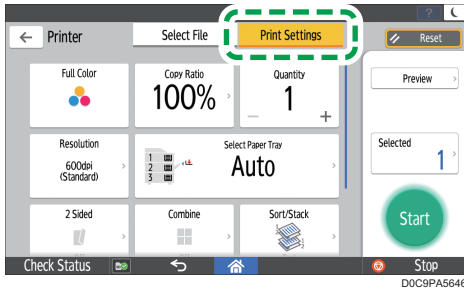 ?
Printer
Select File
Print Settings
Reset
Full Color
Copy Ratio
100%
Quantity
1
Preview
Resolution
600dpi
(Standard)
Select Paper Tray
1
2
3
Auto
Selected
1
2 Sided
Combine
Sort/Stack
Start
Check Status
Stop
D0C9PA5646